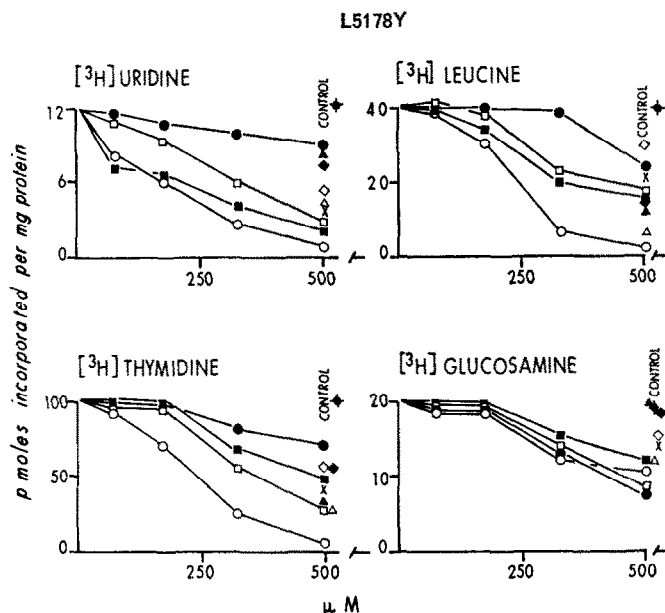 L5178Y
[³H] URIDINE
12
6
0
250
500
CONTROL
[³H] LEUCINE
40
20
0
250
500
CONTROL
[³H] THYMIDINE
100
50
0
250
500
CONTROL
[³H] GLUCOSAMINE
20
10
0
250
500
CONTROL
p moles incorporated per mg protein
μ M